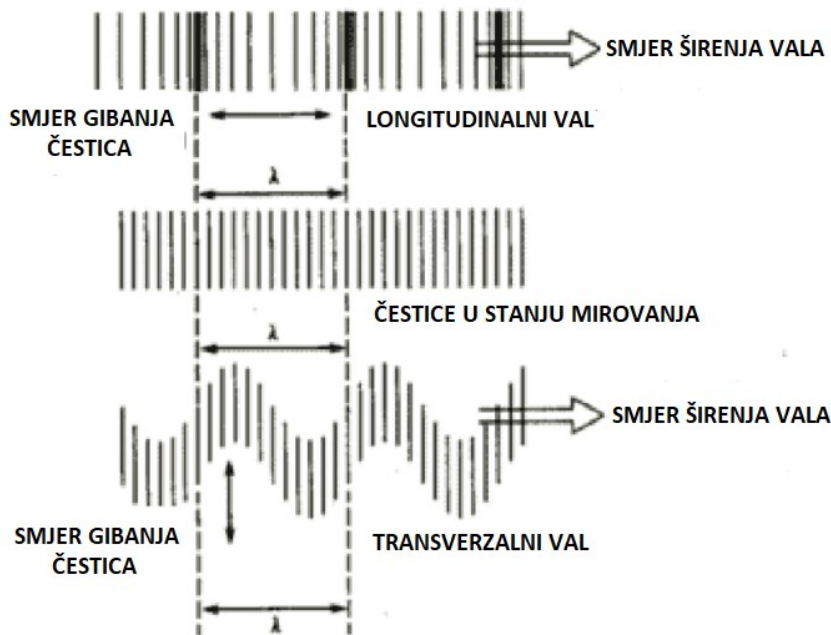 SMJER ŠIRENJA VALA
SMJER GIBANJA
ČESTICA
LONGITUDINALNI VAL
λ
ČESTICE U STANJU MIROVANJA
λ
SMJER ŠIRENJA VALA
SMJER GIBANJA
ČESTICA
TRANSVERZALNI VAL
λ